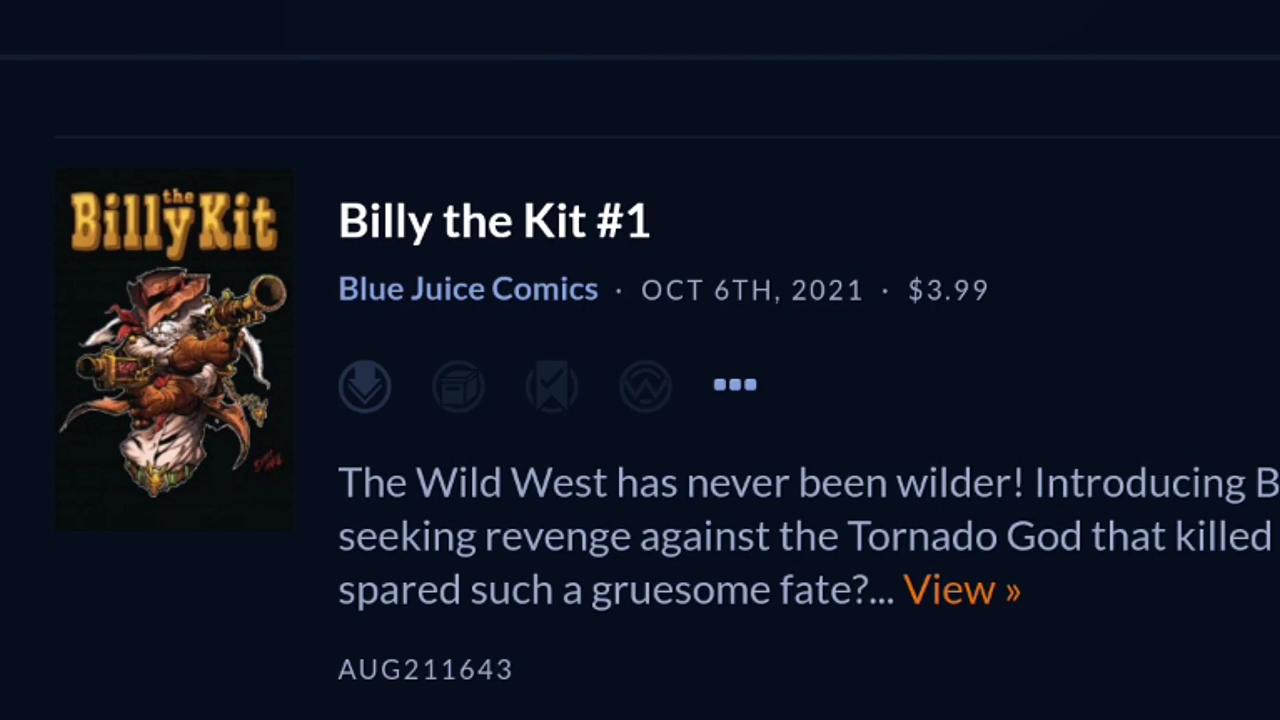 the
Billy Kit
Billy the Kit #1
Blue Juice Comics · OCT 6TH, 2021 · $3.99
The Wild West has never been wilder! Introducing B
seeking revenge against the Tornado God that killed
spared such a gruesome fate?... View »
AUG211643